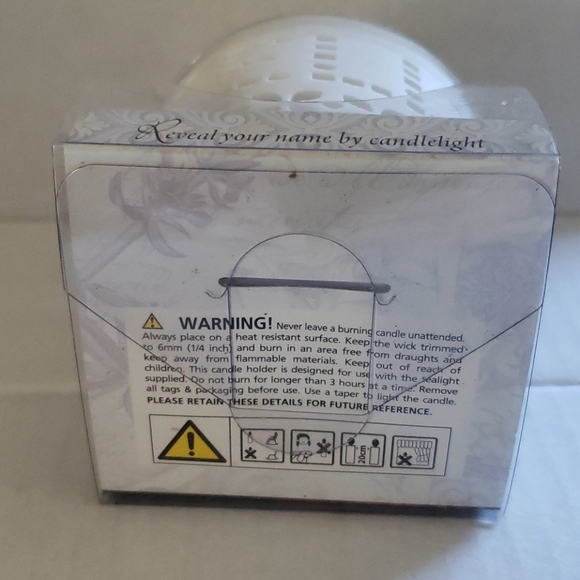 Reveal your name by candlelight
WARNING! Never leave a burning candle unattended.
Always place on a heat resistant surface. Keep the wick trimmed
to 6mm (1/4 inch) and burn in an area free from draughts and
keep away from flammable materials. Keep out of reach of
children. This candle holder is designed for use with the tealight
supplied. Do not burn for longer than 3 hours at a time. Remove
all tags & packaging before use. Use a taper to light the candle.
PLEASE RETAIN THESE DETAILS FOR FUTURE REFERENCE.
20cm